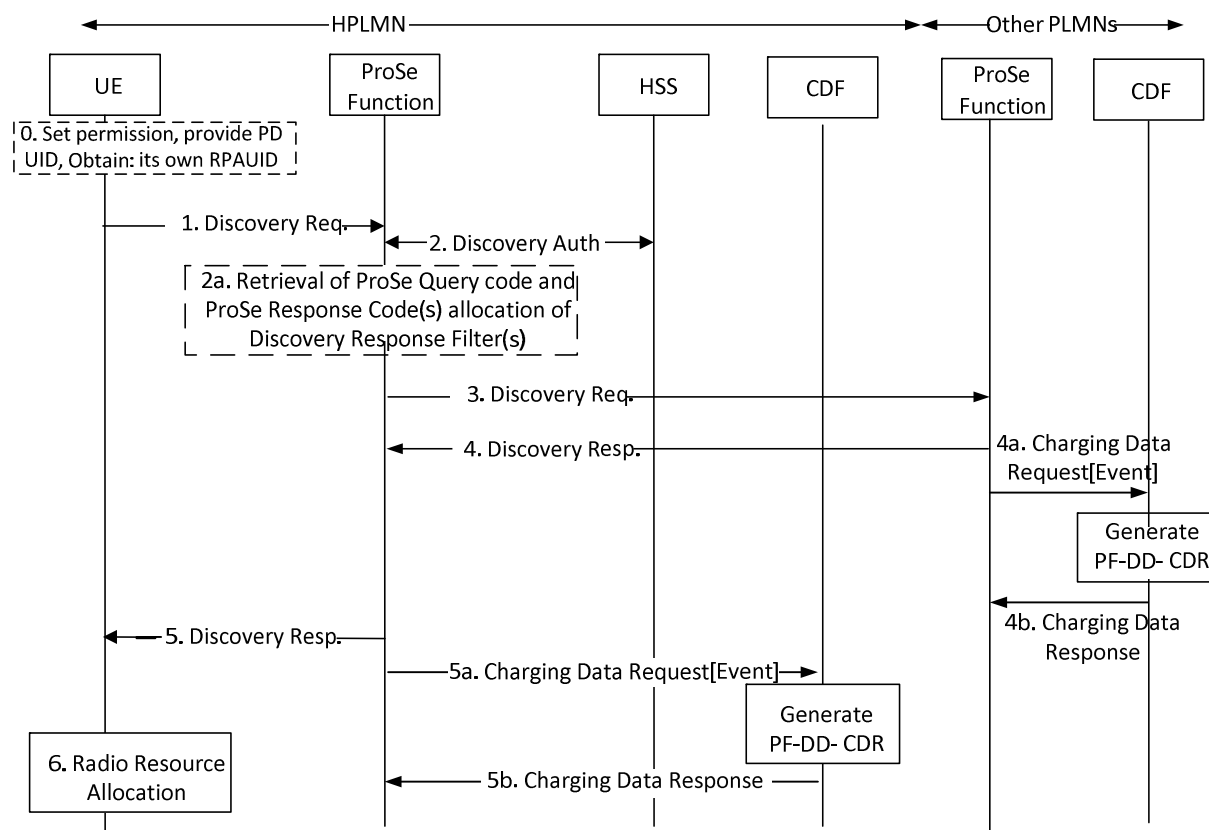 HPLMN
Other PLMNs
UE
ProSe
Function
HSS
CDF
ProSe
Function
CDF
0. Set permission, provide PD
UID, Obtain: its own RPAUID
1. Discovery Req.
2. Discovery Auth
2a. Retrieval of ProSe Query code and
ProSe Response Code(s) allocation of
Discovery Response Filter(s)
3. Discovery Req.
4. Discovery Resp.
4a. Charging Data
Request[Event]
Generate
PF-DD- CDR
4b. Charging Data
Response
5. Discovery Resp.
5a. Charging Data Request[Event]
Generate
PF-DD- CDR
6. Radio Resource
Allocation
5b. Charging Data Response